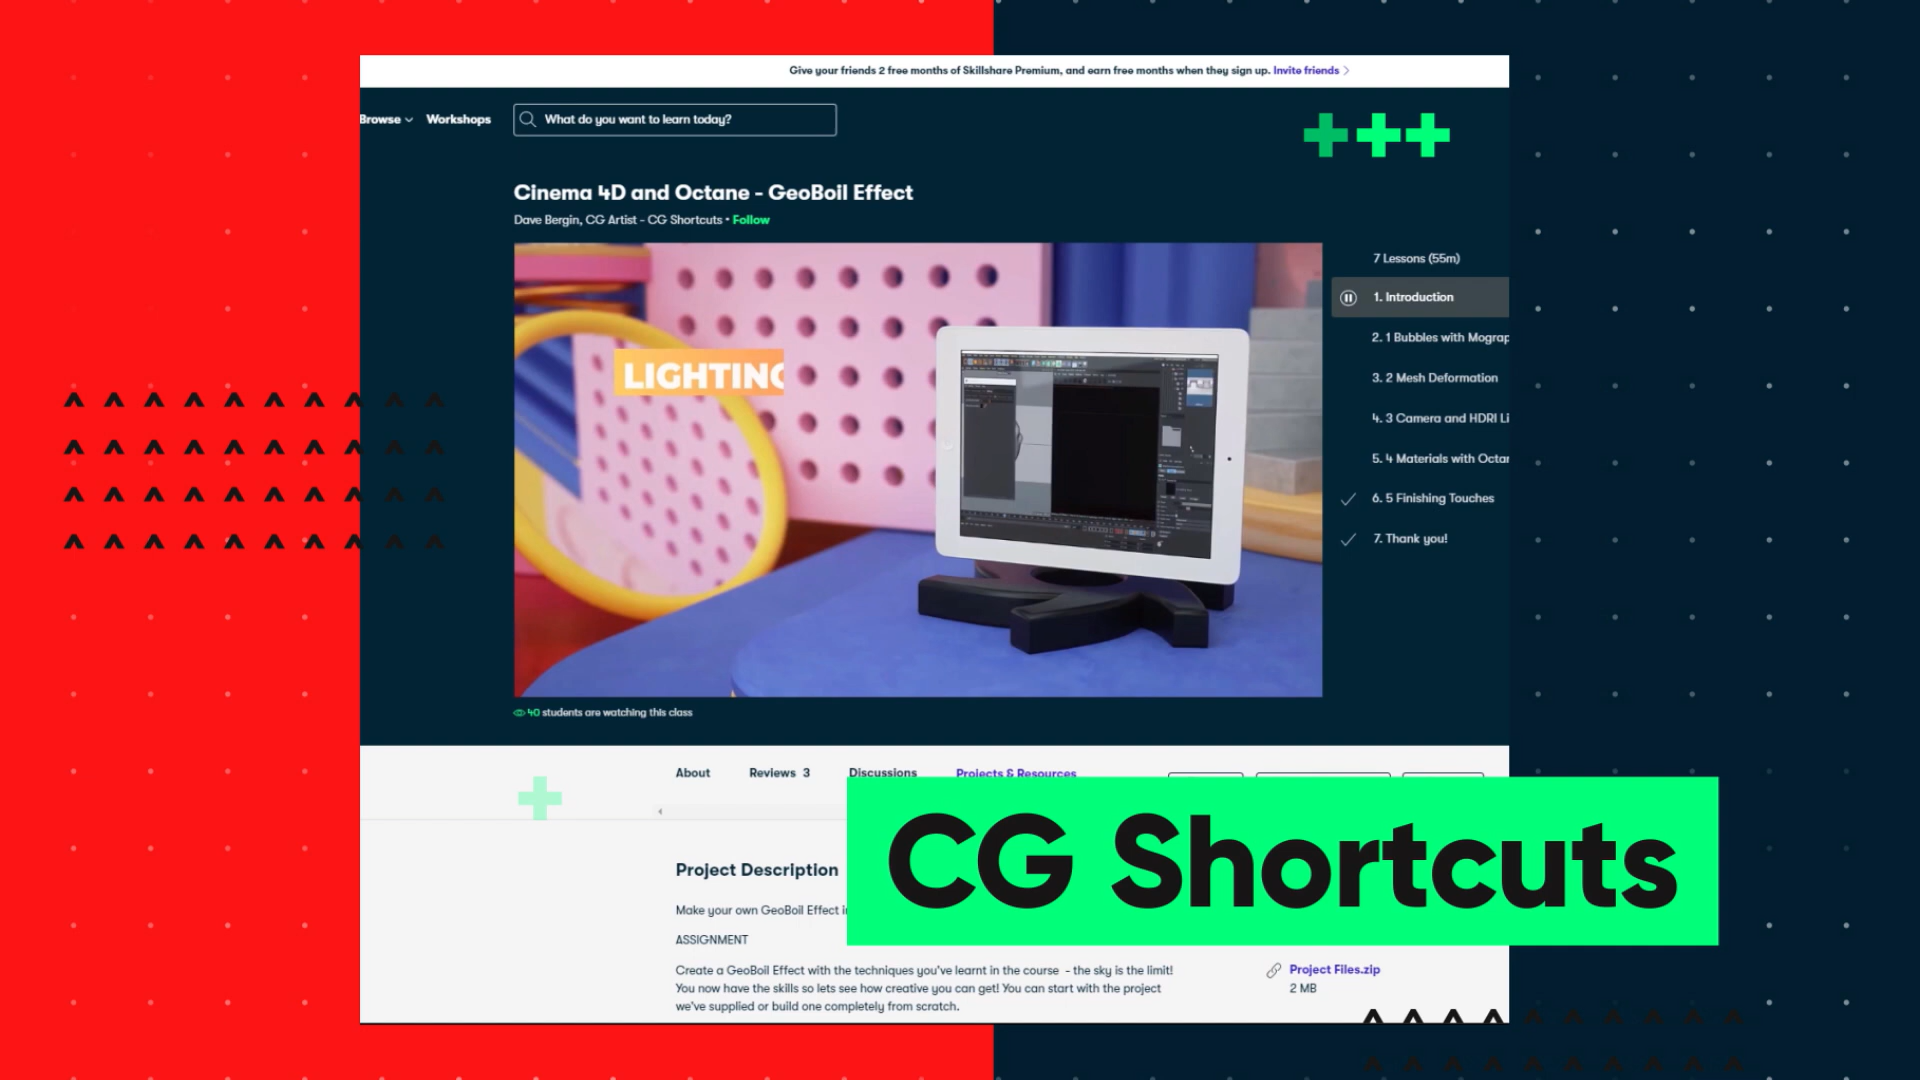 Give your friends 2 free months of Skillshare Premium, and earn free months when they sign up. Invite friends
Browse Workshops What do you want to learn today?
Cinema 4D and Octane - GeoBoil Effect
Dave Bergin, CG Artist - CG Shortcuts • Follow
LIGHTING
7 Lessons (55m)
1. Introduction
2. 1 Bubbles with Mograp
3. 2 Mesh Deformation
4. 3 Camera and HDRI Li
5. 4 Materials with Octan
6. 5 Finishing Touches
7. Thank you!
40 students are watching this class
About Reviews 3 Discussions Projects & Resources
CG Shortcuts
Project Description
Make your own GeoBoil Effect i
ASSIGNMENT
Create a GeoBoil Effect with the techniques you've learnt in the course - the sky is the limit!
You now have the skills so lets see how creative you can get! You can start with the project
we've supplied or build one completely from scratch.
Project Files.zip
2 MB